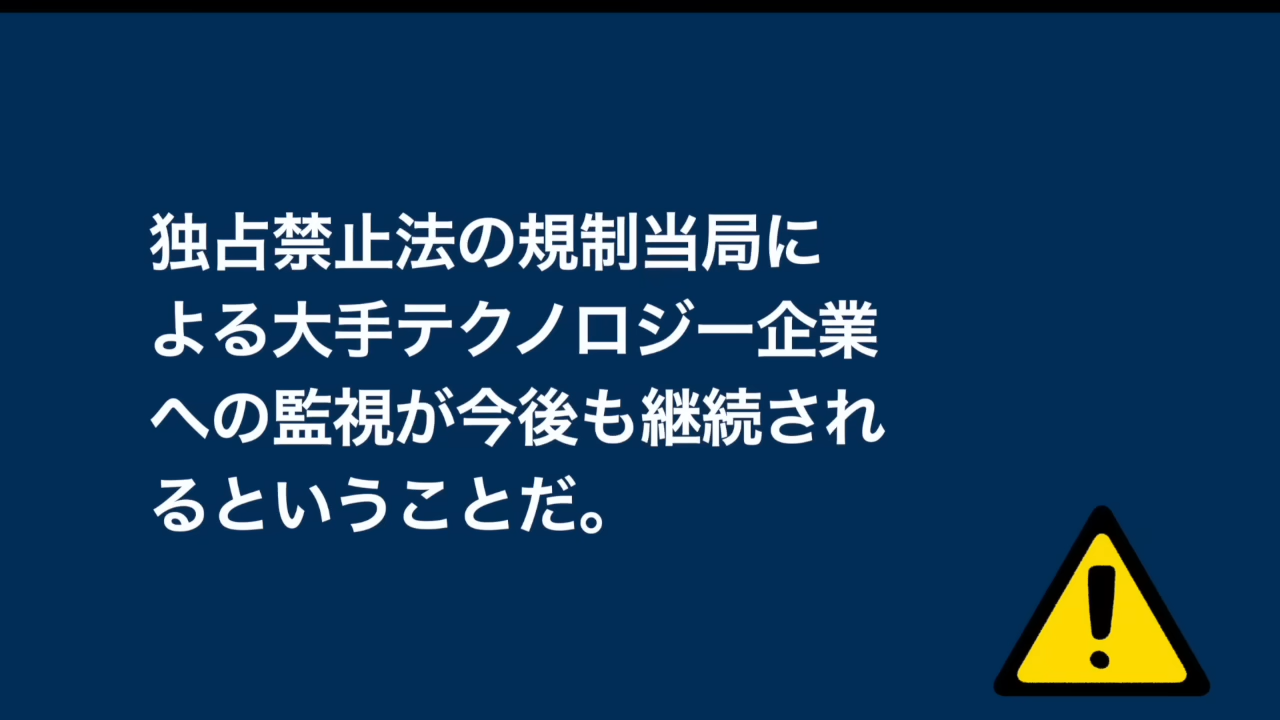 独占禁止法の規制当局に
よる大手テクノロジー企業
への監視が今後も継続され
るということだ。